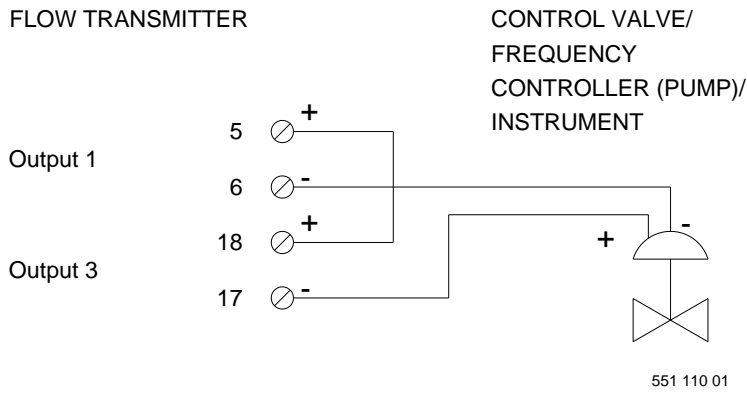 FLOW TRANSMITTER
CONTROL VALVE/
FREQUENCY
CONTROLLER (PUMP)/
INSTRUMENT
5 +
Output 1
6 -
18 +
Output 3
17 -
+ -
551 110 01